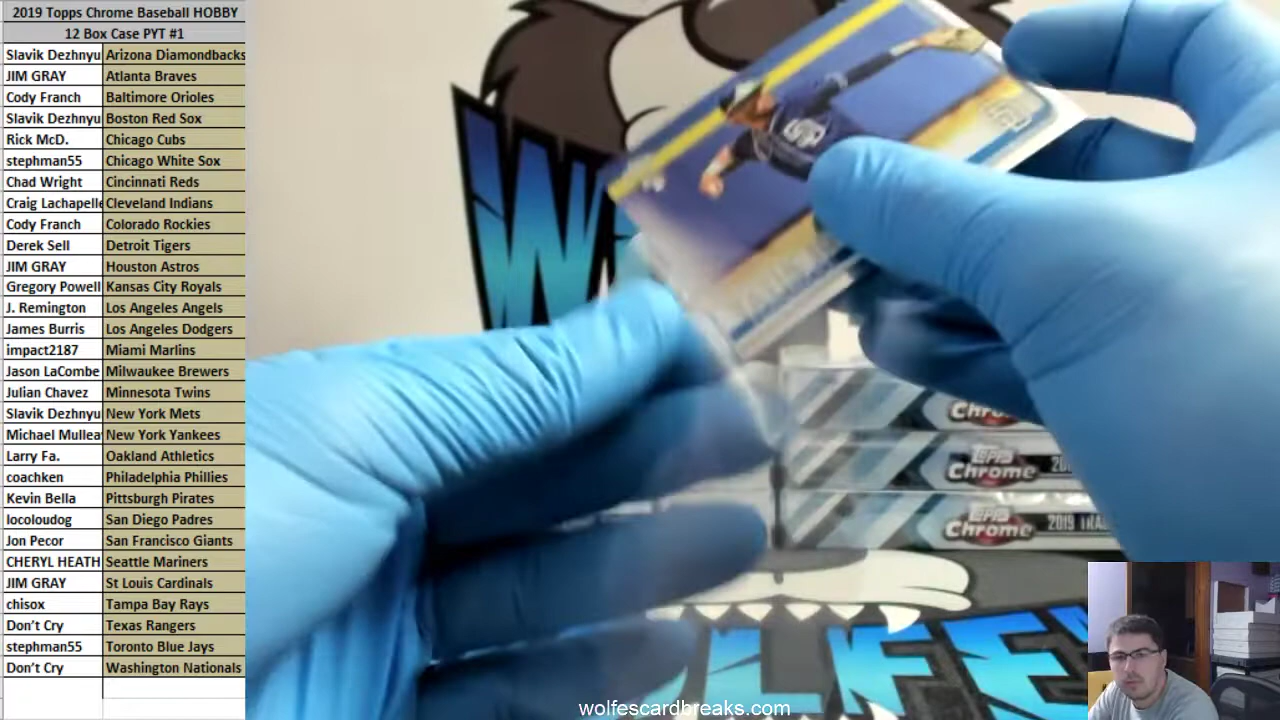 2019 Topps Chrome Baseball HOBBY
12 Box Case PYT #1
Slavik Dezhnyu Arizona Diamondbacks
JIM GRAY Atlanta Braves
Cody Franch Baltimore Orioles
Slavik Dezhnyu Boston Red Sox
Rick McD. Chicago Cubs
stephman55 Chicago White Sox
Chad Wright Cincinnati Reds
Craig Lachapelle Cleveland Indians
Cody Franch Colorado Rockies
Derek Sell Detroit Tigers
JIM GRAY Houston Astros
Gregory Powell Kansas City Royals
J. Remington Los Angeles Angels
James Burris Los Angeles Dodgers
impact2187 Miami Marlins
Jason LaCombe Milwaukee Brewers
Julian Chavez Minnesota Twins
Slavik Dezhnyu New York Mets
Michael Mullea New York Yankees
Larry Fa. Oakland Athletics
coachken Philadelphia Phillies
Kevin Bella Pittsburgh Pirates
locoloudog San Diego Padres
Jon Pecor San Francisco Giants
CHERYL HEATH Seattle Mariners
JIM GRAY St Louis Cardinals
chisox Tampa Bay Rays
Don't Cry Texas Rangers
stephman55 Toronto Blue Jays
Don't Cry Washington Nationals
W
SD
Chrome
Topps
Chrome
Topps
Chrome 2019
WOLFE
wolfescardbreaks.com